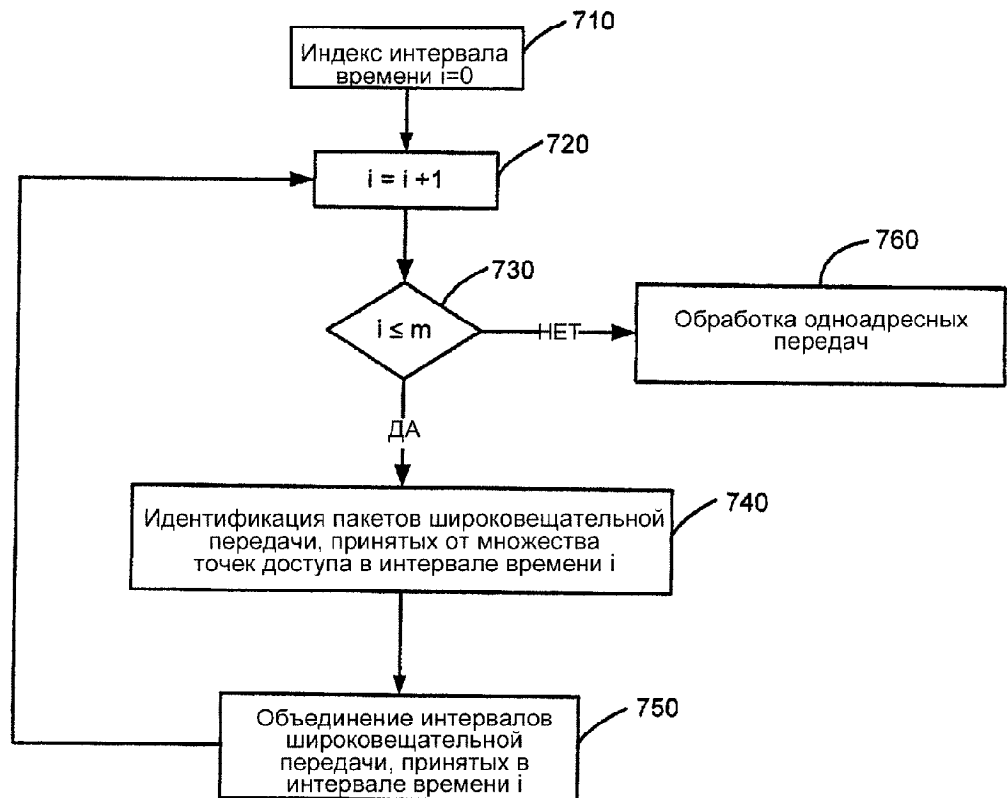 710
Индекс интервала
времени i=0
720
i = i +1
730
i ≤ m
НЕТ
760
Обработка одноадресных
передач
ДА
740
Идентификация пакетов широковещательной
передачи, принятых от множества
точек доступа в интервале времени i
750
Объединение интервалов
широковещательной
передачи, принятых в
интервале времени i